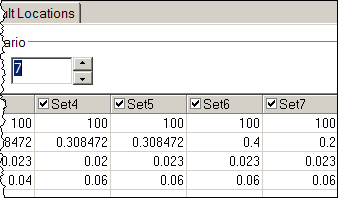 ult Locations
ario
7
Set4 Set5 Set6 Set7
100 100 100 100 100
8472 0.308472 0.308472 0.4 0.2
0.023 0.02 0.023 0.023 0.023
0.04 0.06 0.06 0.06 0.06